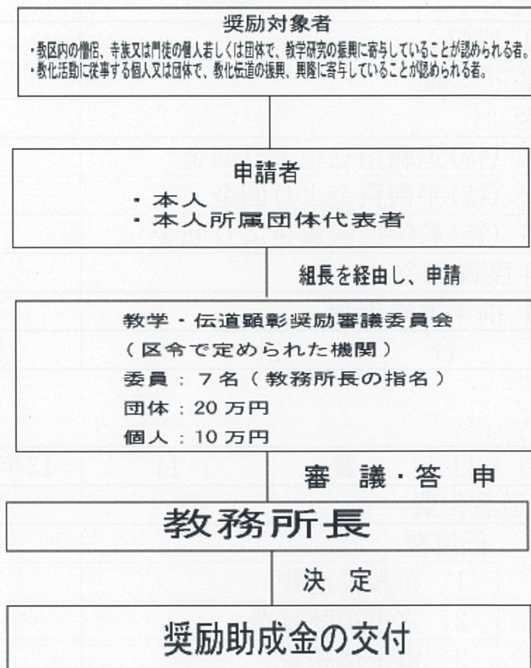 奨励対象者
・教区内の僧侶、寺族又は門徒の個人若しくは団体で、教学研究の振興に寄与していることが認められる者。
・教化活動に従事する個人又は団体で、教化伝道の振興、興隆に寄与していることが認められる者。
申請者
・本人
・本人所属団体代表者
組長を経由し、申請
教学・伝道顕彰奨励審議委員会
（区令で定められた機関）
委員：７名（教務所長の指名）
団体：20 万円
個人：10 万円
審　議・答　申
教務所長
決　定
奨励助成金の交付